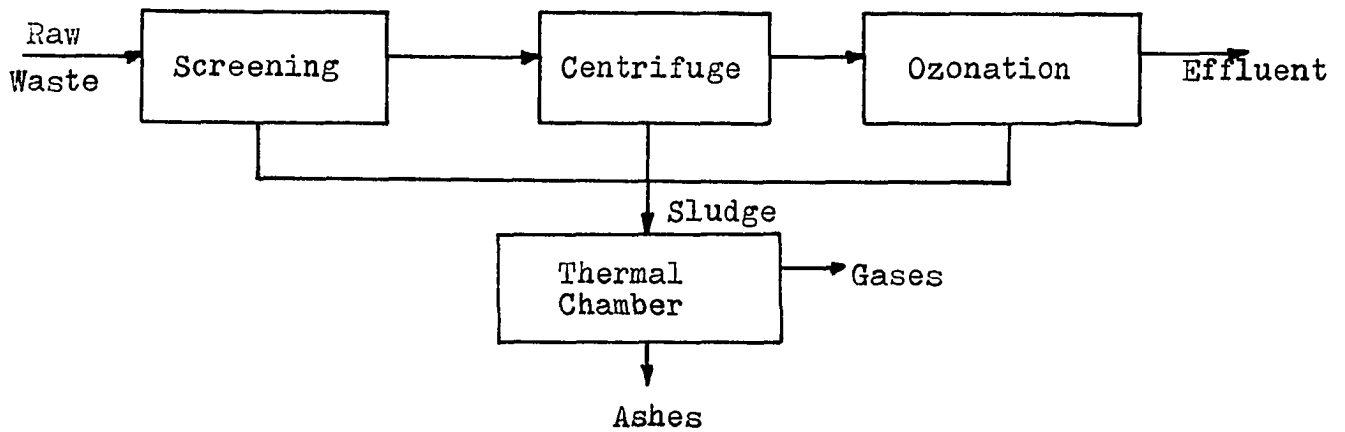 Raw
Waste
Screening
Centrifuge
Ozonation
Effluent
Sludge
Thermal
Chamber
Gases
Ashes